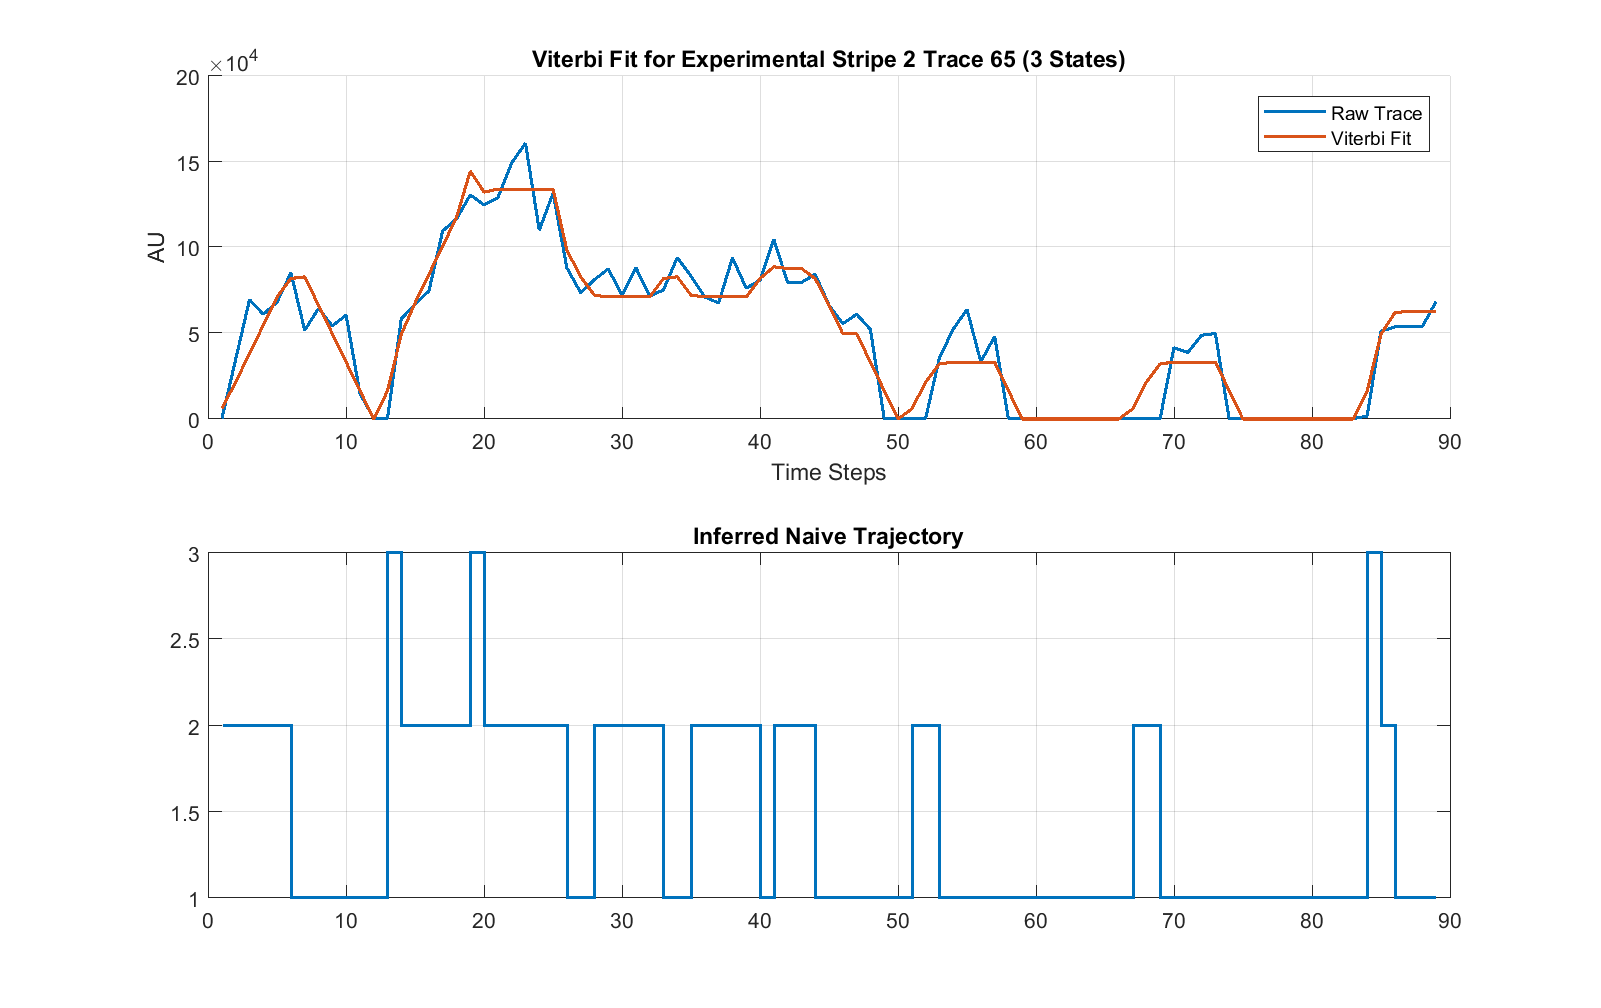 Viterbi Fit for Experimental Stripe 2 Trace 65 (3 States)
×10⁴
20
15
10
5
0
AU
Raw Trace
Viterbi Fit
0 10 20 30 40 50 60 70 80 90
Time Steps
Inferred Naive Trajectory
3
2.5
2
1.5
1
0 10 20 30 40 50 60 70 80 90